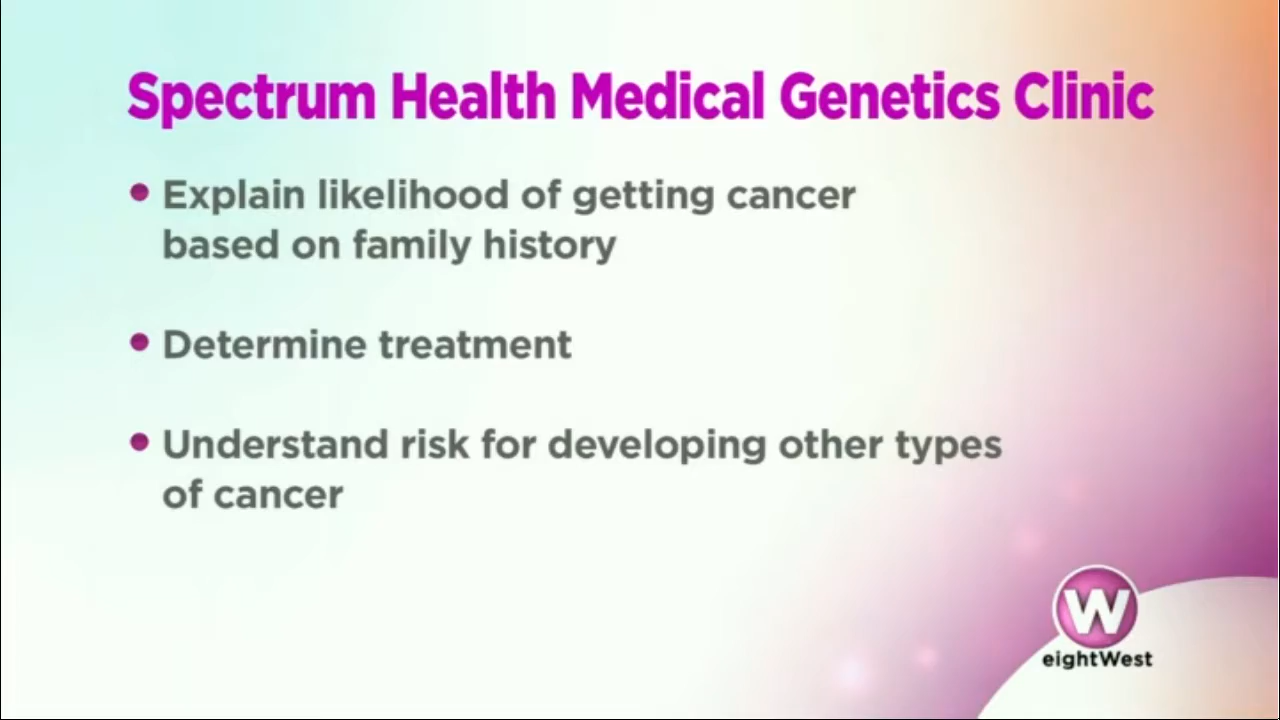 Spectrum Health Medical Genetics Clinic
• Explain likelihood of getting cancer
based on family history
• Determine treatment
• Understand risk for developing other types
of cancer
W
eightWest